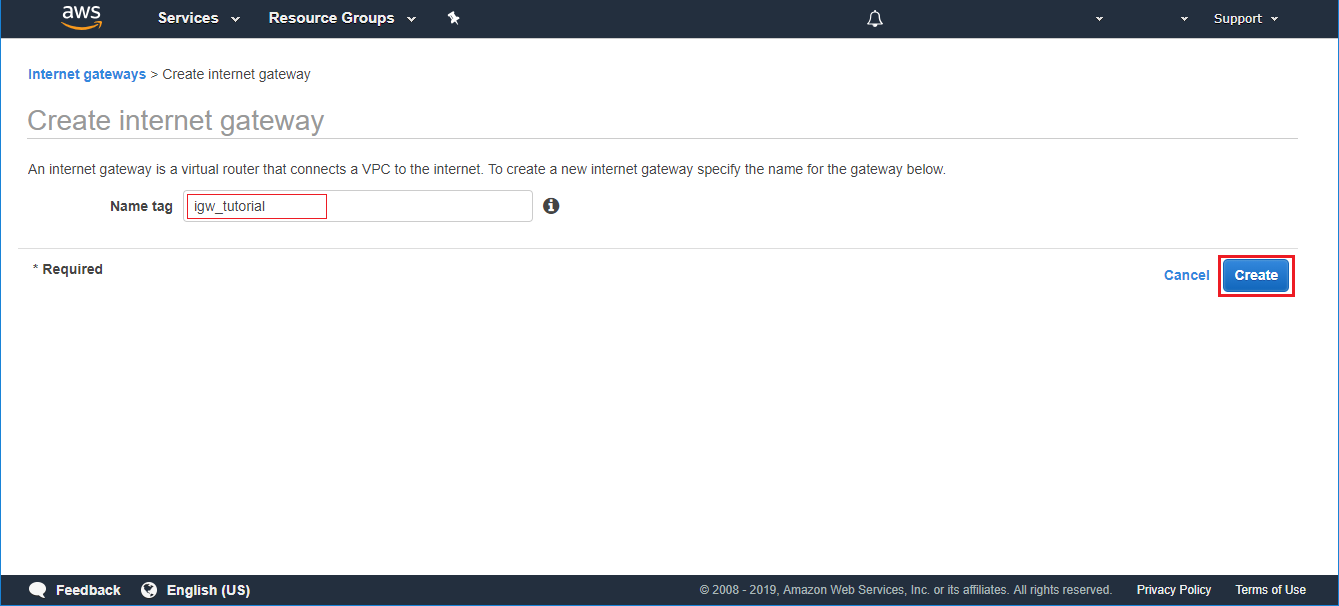 aws Services Resource Groups Support
Internet gateways > Create internet gateway
Create internet gateway
An internet gateway is a virtual router that connects a VPC to the internet. To create a new internet gateway specify the name for the gateway below.
Name tag igw_tutorial
* Required
Cancel Create
Feedback English (US) © 2008 - 2019, Amazon Web Services, Inc. or its affiliates. All rights reserved. Privacy Policy Terms of Use